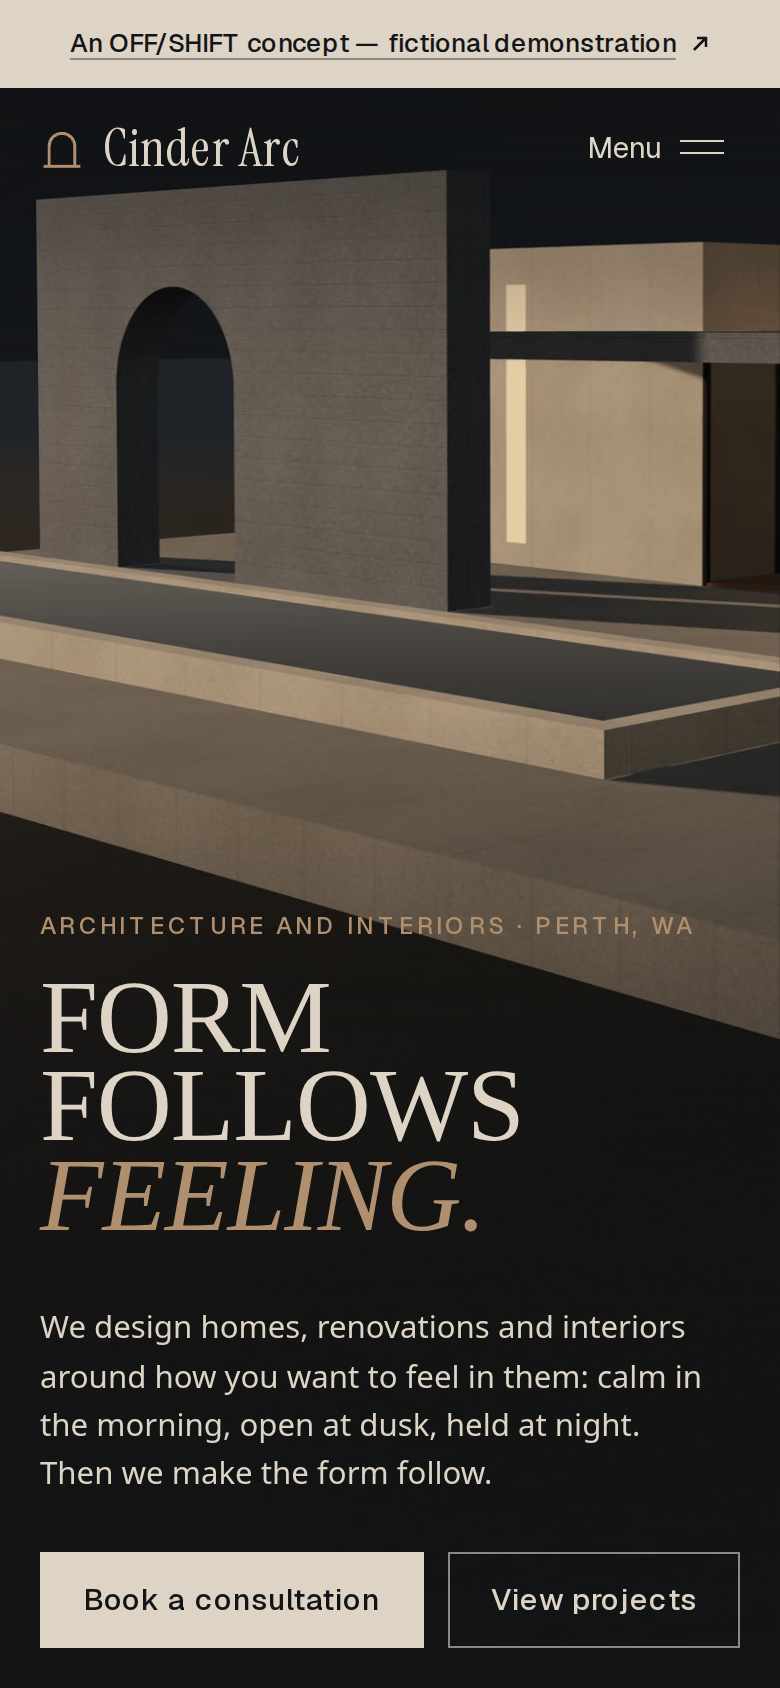 An OFF/SHIFT concept — fictional demonstration ↗
Cinder Arc
Menu
ARCHITECTURE AND INTERIORS · PERTH, WA
FORM
FOLLOWS
FEELING.
We design homes, renovations and interiors
around how you want to feel in them: calm in
the morning, open at dusk, held at night.
Then we make the form follow.
Book a consultation
View projects